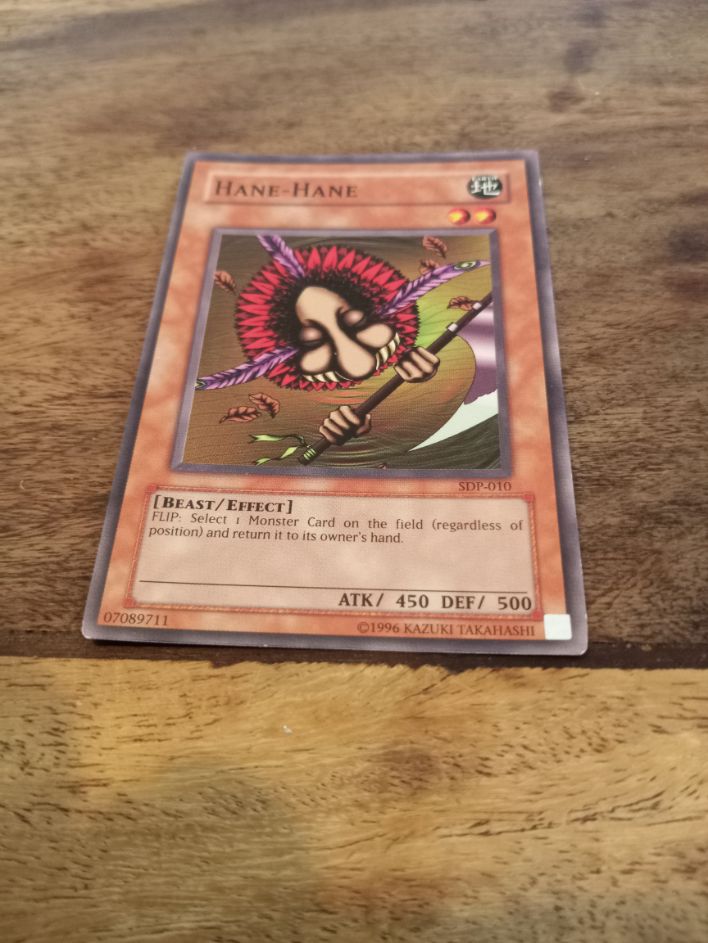 HANE-HANE
EARTH
地
SDP-010
[BEAST/EFFECT]
FLIP: Select 1 Monster Card on the field (regardless of
position) and return it to its owner's hand.
ATK/ 450 DEF/ 500
07089711
©1996 KAZUKI TAKAHASHI